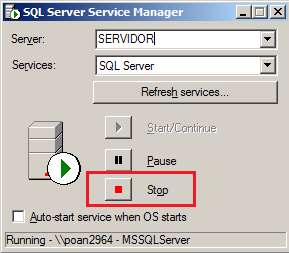 SQL Server Service Manager
Server: SERVIDOR
Services: SQL Server
Refresh services...
Start/Continue
Pause
Stop
Auto-start service when OS starts
Running - \\poan2964 - MSSQLServer